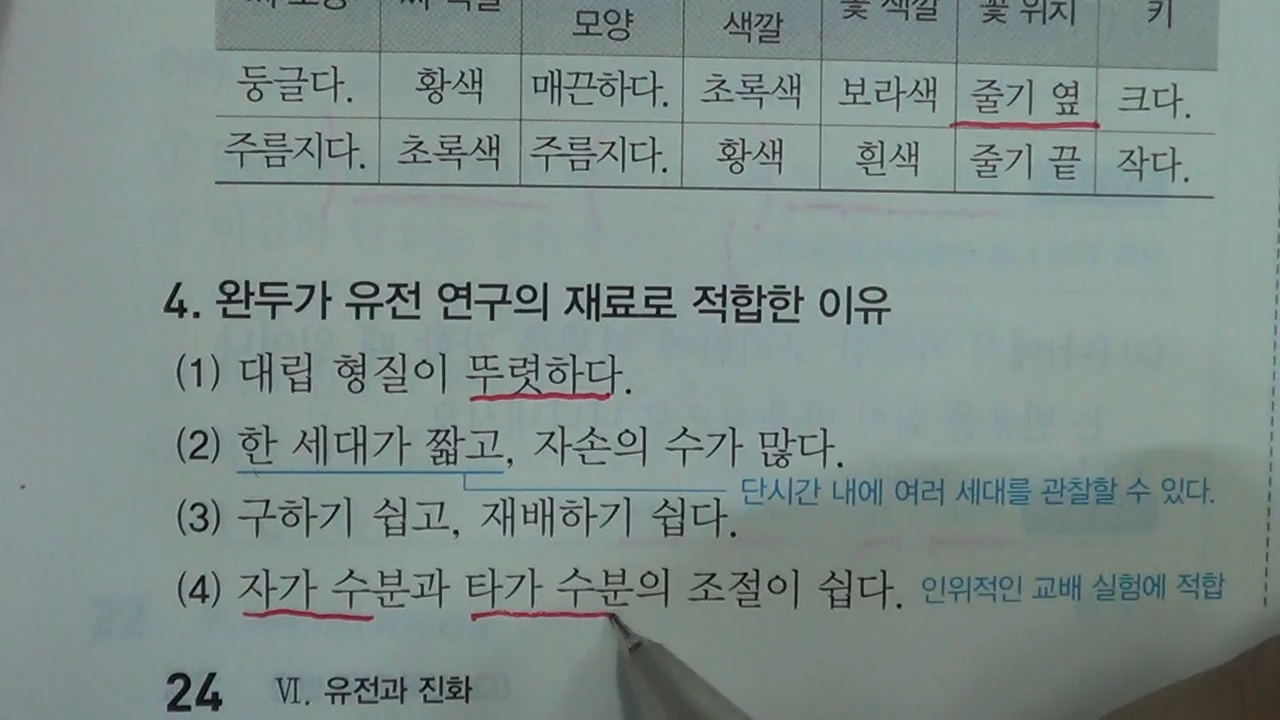 모양 색깔 꽃 색깔 꽃 위치 키
둥글다. 황색 매끈하다. 초록색 보라색 줄기 옆 크다.
주름지다. 초록색 주름지다. 황색 흰색 줄기 끝 작다.
4. 완두가 유전 연구의 재료로 적합한 이유
(1) 대립 형질이 뚜렷하다.
(2) 한 세대가 짧고, 자손의 수가 많다.
단시간 내에 여러 세대를 관찰할 수 있다.
(3) 구하기 쉽고, 재배하기 쉽다.
(4) 자가 수분과 타가 수분의 조절이 쉽다. 인위적인 교배 실험에 적합
24 Ⅵ. 유전과 진화